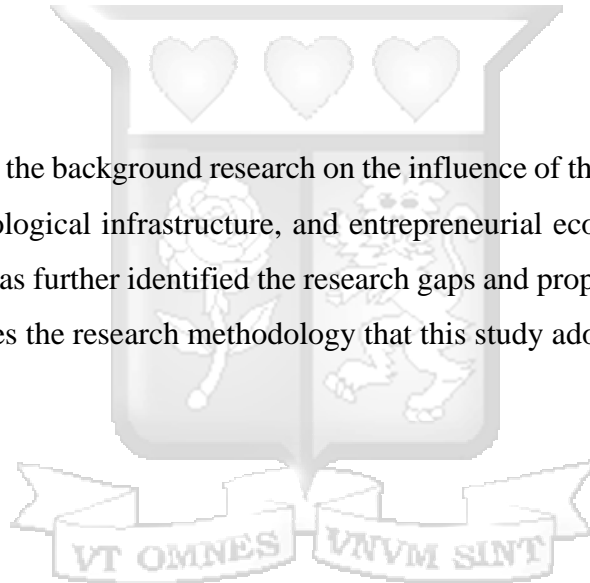 the background research on the influence of th
ological infrastructure, and entrepreneurial eco
as further identified the research gaps and prop
es the research methodology that this study ado
VT OMNES VNVM SINT